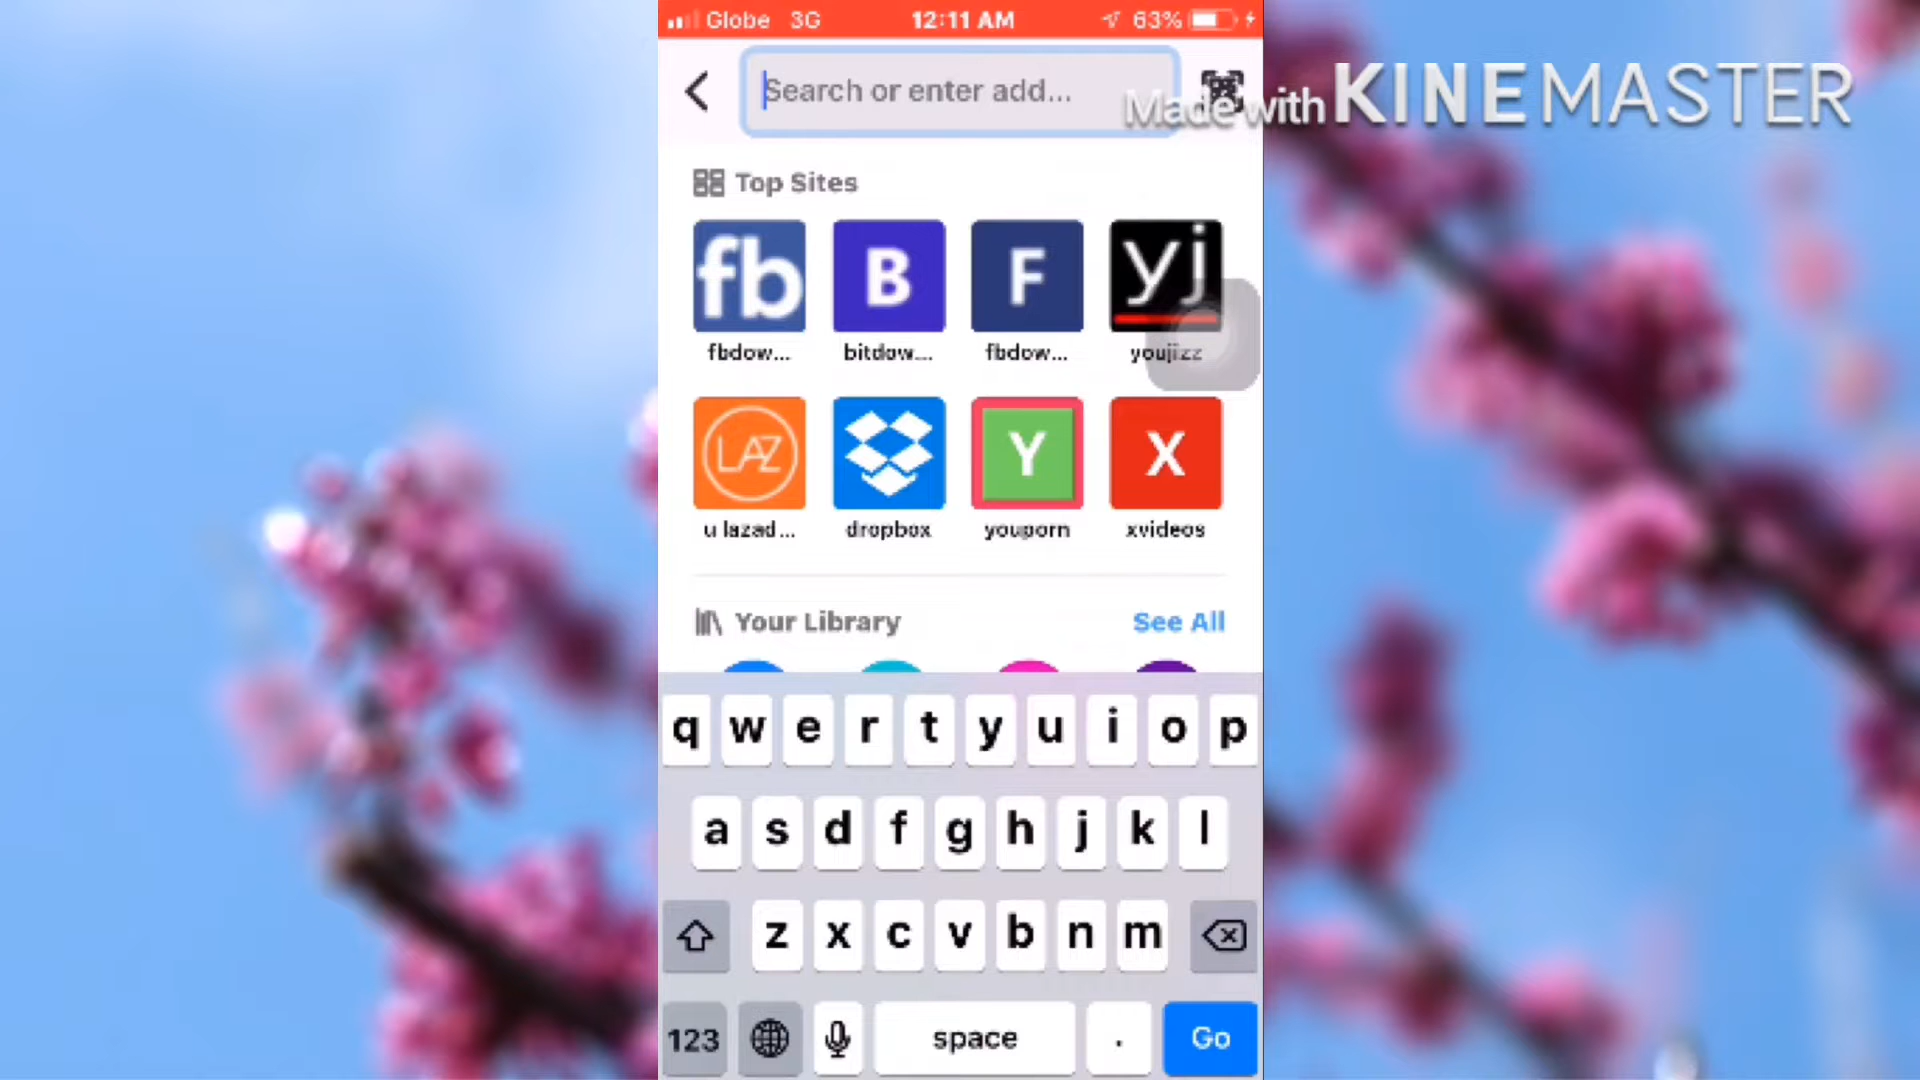 Globe 3G 12:11 AM 63%
Search or enter add...
Made with KINEMASTER
Top Sites
fb B F yj
fbdow... bitdow... fbdow... youjizz
LAZ Y X
u lazad... dropbox youporn xvideos
Your Library See All
q w e r t y u i o p
a s d f g h j k l
z x c v b n m
123 space . Go